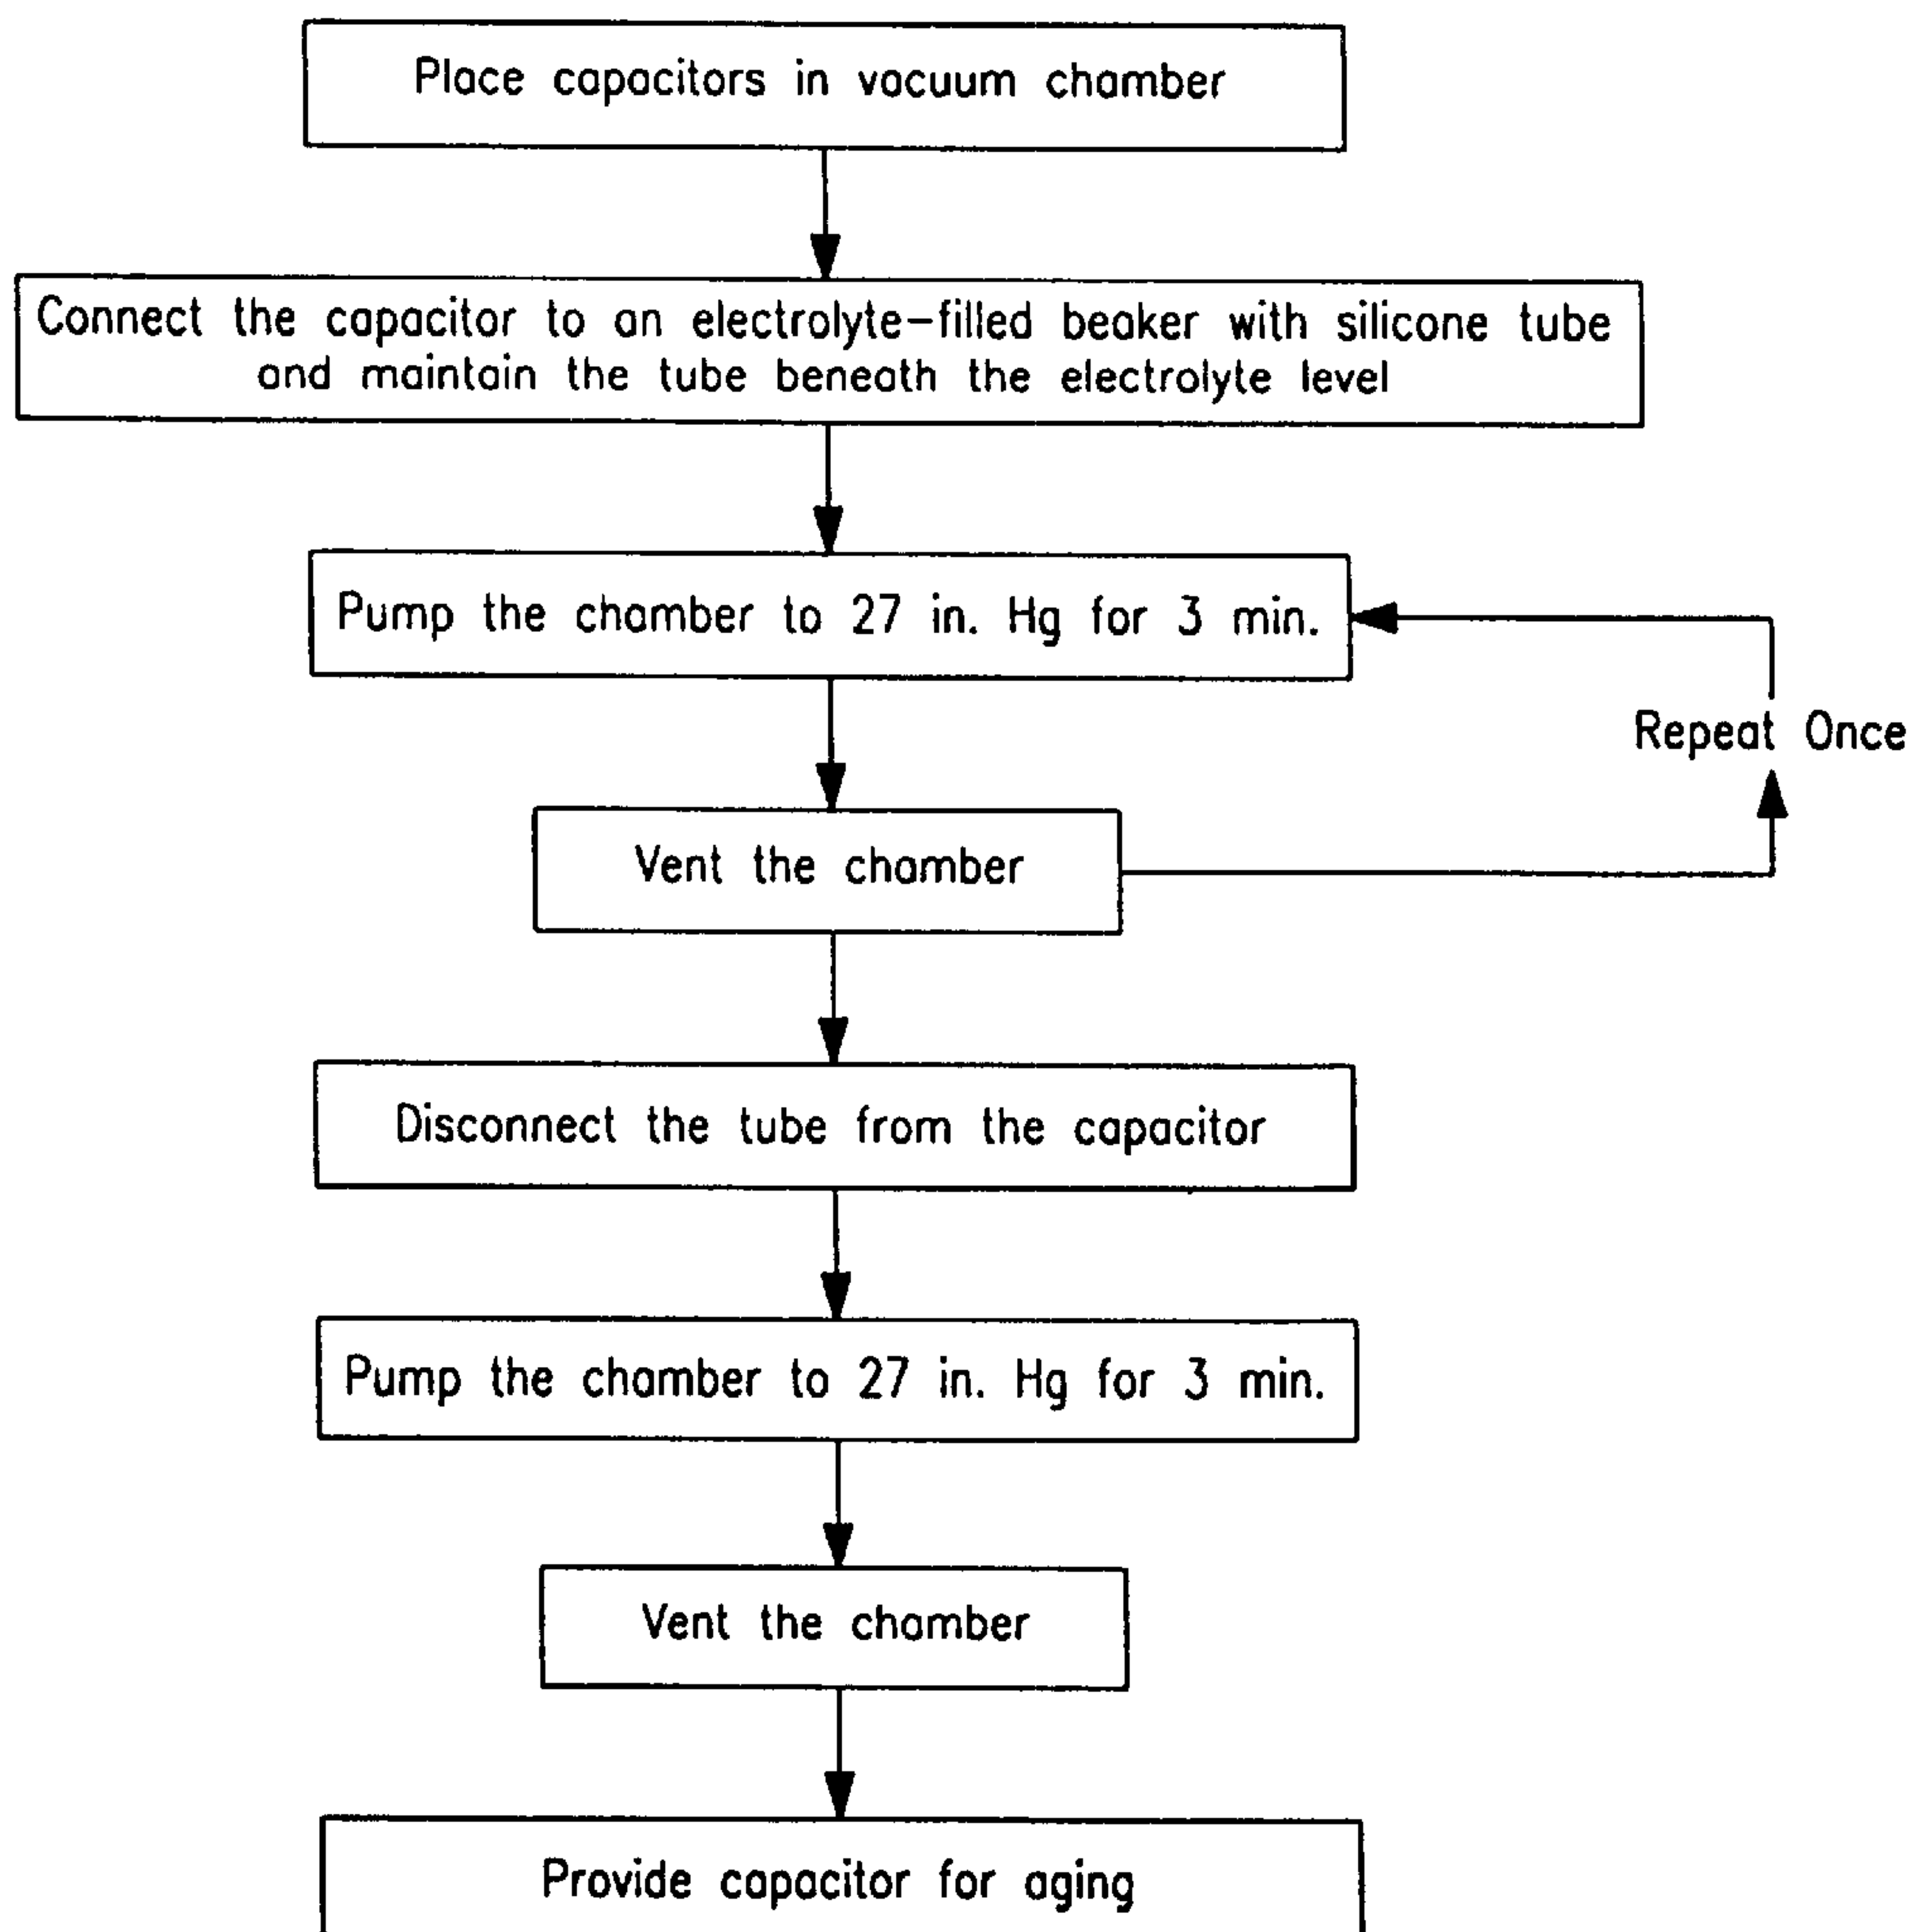 Place capacitors in vacuum chamber
Connect the capacitor to an electrolyte-filled beaker with silicone tube
and maintain the tube beneath the electrolyte level
Pump the chamber to 27 in. Hg for 3 min.
Repeat Once
Vent the chamber
Disconnect the tube from the capacitor
Pump the chamber to 27 in. Hg for 3 min.
Vent the chamber
Provide capacitor for aging